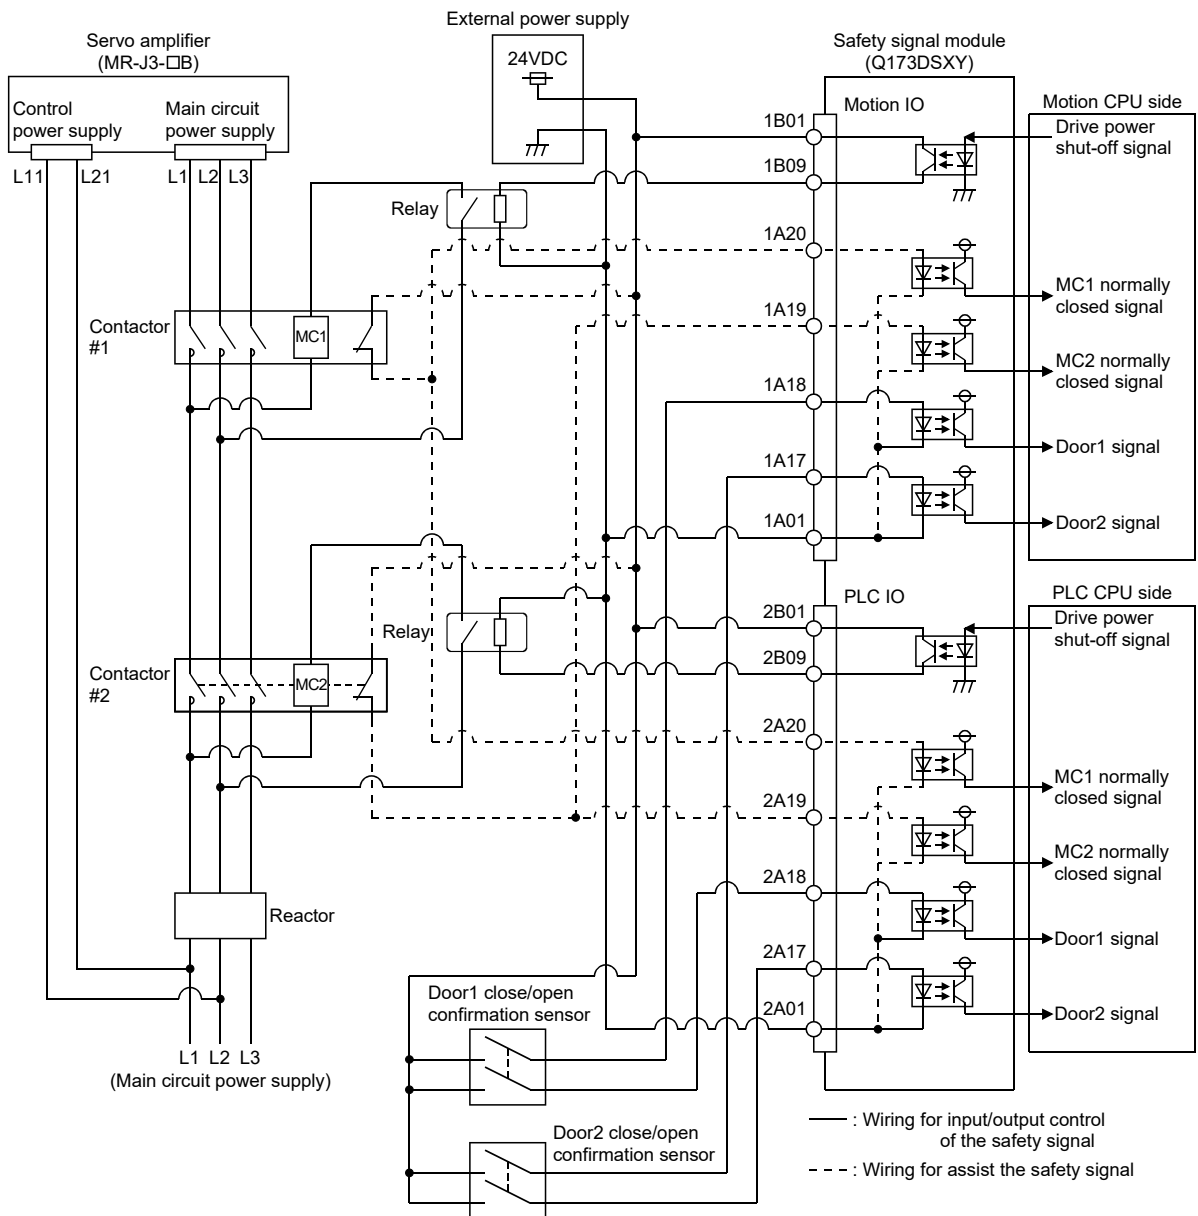 External power supply
24VDC
Servo amplifier
(MR-J3-□B)
Control
power supply
Main circuit
power supply
L11
L21
L1
L2
L3
Safety signal module
(Q173DSXY)
Motion IO
Motion CPU side
Drive power
shut-off signal
1B01
1B09
Relay
1A20
MC1 normally
closed signal
Contactor
#1
MC1
1A19
MC2 normally
closed signal
1A18
Door1 signal
1A17
Door2 signal
1A01
PLC IO
PLC CPU side
Drive power
shut-off signal
2B01
2B09
Relay
Contactor
#2
MC2
2A20
MC1 normally
closed signal
2A19
MC2 normally
closed signal
2A18
Door1 signal
2A17
Door2 signal
2A01
Reactor
L1 L2 L3
(Main circuit power supply)
Door1 close/open
confirmation sensor
Door2 close/open
confirmation sensor
: Wiring for input/output control
of the safety signal
: Wiring for assist the safety signal